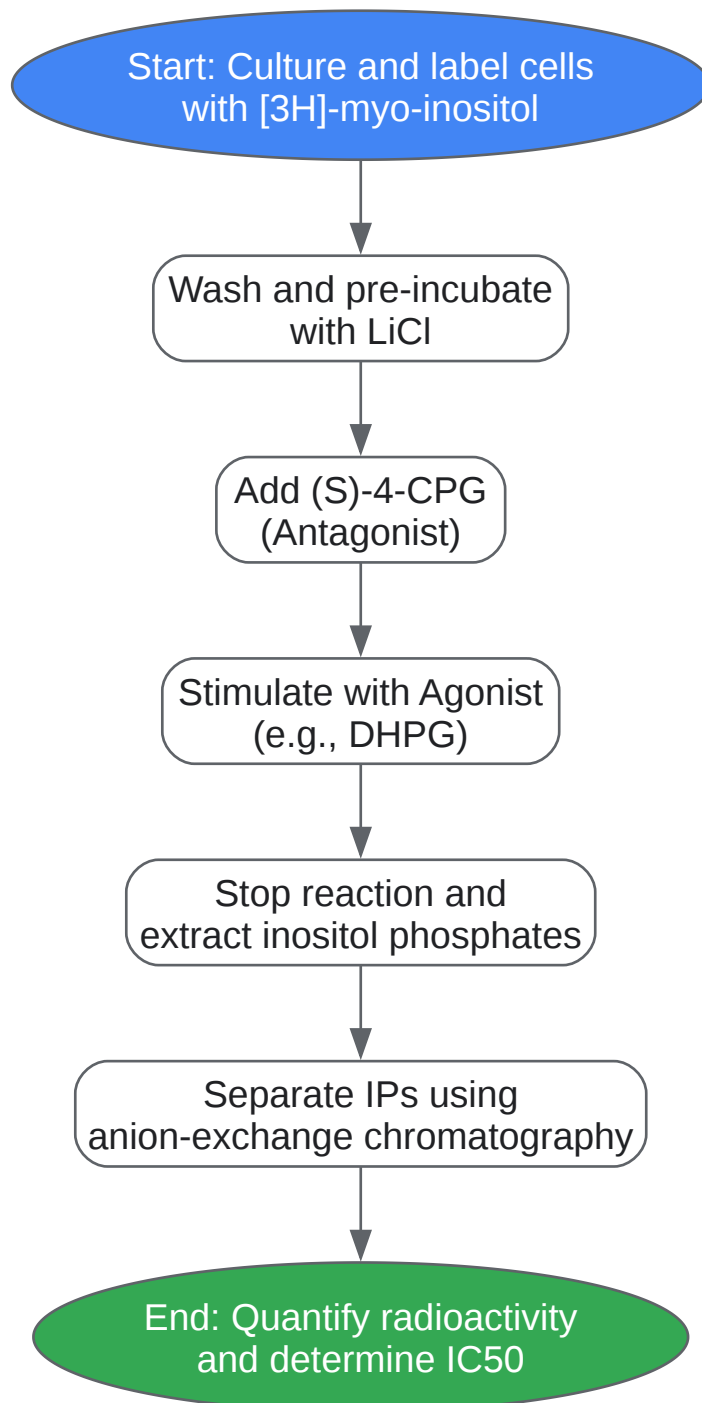 Start: Culture and label cells
with [3H]-myo-inositol
Wash and pre-incubate
with LiCl
Add (S)-4-CPG
(Antagonist)
Stimulate with Agonist
(e.g., DHPG)
Stop reaction and
extract inositol phosphates
Separate IPs using
anion-exchange chromatography
End: Quantify radioactivity
and determine IC50